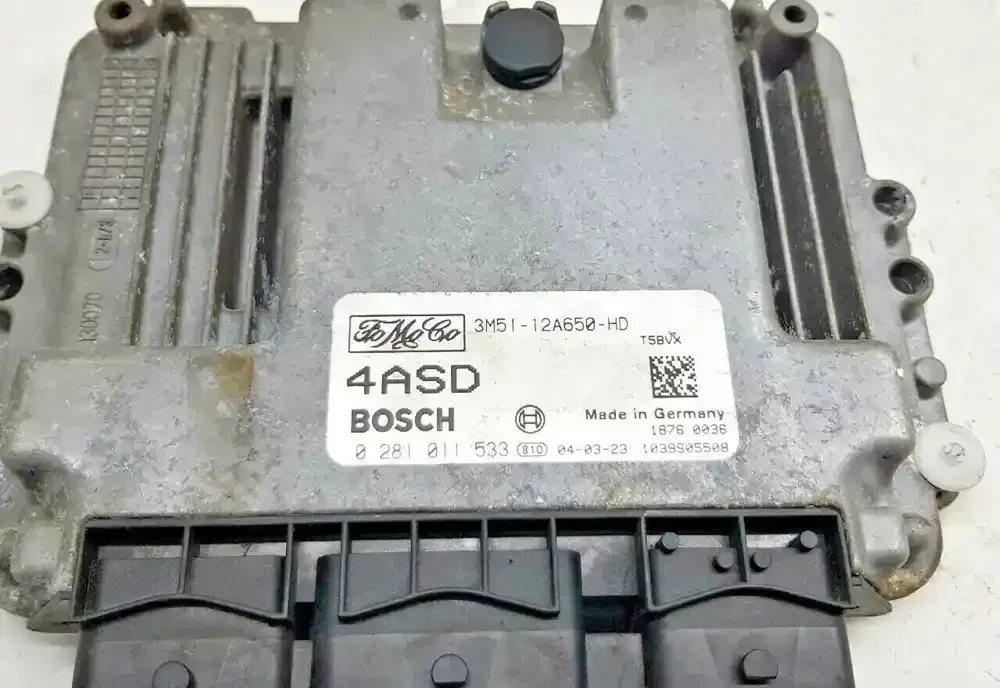 FoMoCo 3M51-12A650-HD
T5BVX
4ASD
BOSCH Made in Germany
1876 0036
0 281 011 533 810 04-03-23 1039S05508
130070